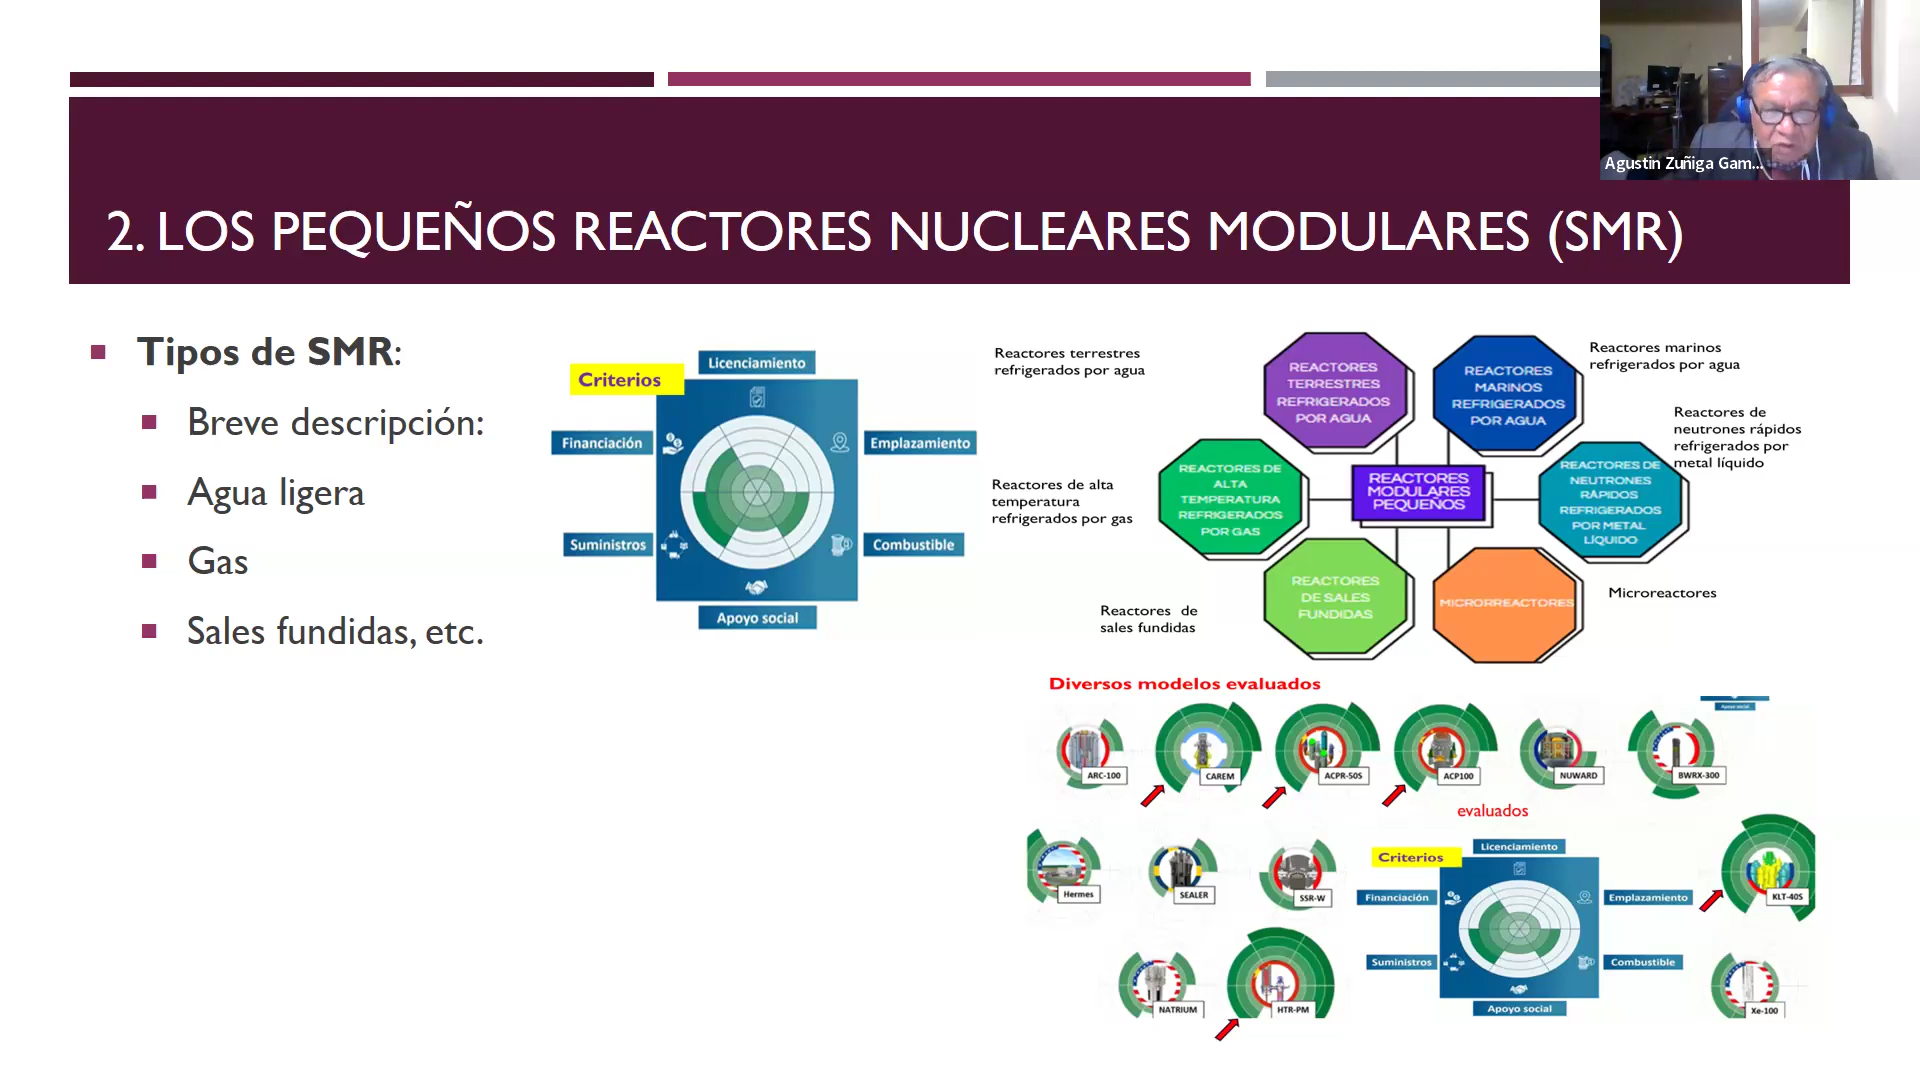 Agustin Zuñiga Gam...
2. LOS PEQUEÑOS REACTORES NUCLEARES MODULARES (SMR)
Tipos de SMR:
Breve descripción:
Agua ligera
Gas
Sales fundidas, etc.
Criterios
Licenciamiento
Financiación
Emplazamiento
Suministros
Combustible
Apoyo social
Reactores terrestres
refrigerados por agua
REACTORES
TERRESTRES
REFRIGERADOS
POR AGUA
REACTORES
MARINOS
REFRIGERADOS
POR AGUA
Reactores marinos
refrigerados por agua
Reactores de
neutrones rápidos
refrigerados por
metal líquido
Reactores de alta
temperatura
refrigerados por gas
REACTORES DE
ALTA
TEMPERATURA
REFRIGERADOS
POR GAS
REACTORES
MODULARES
PEQUEÑOS
REACTORES DE
NEUTRONES
RÁPIDOS
REFRIGERADOS
POR METAL
LÍQUIDO
Reactores de
sales fundidas
REACTORES
DE SALES
FUNDIDAS
MICRORREACTORES
Microreactores
Diversos modelos evaluados
Apoyo social
ARC-100
CAREM
ACPR-50S
ACP100
NUWARD
BWRX-300
evaluados
Hermes
SEALER
SSR-W
Criterios
Licenciamiento
Financiación
Emplazamiento
Suministros
Combustible
Apoyo social
KLT-40S
NATRIUM
HTR-PM
Xe-100